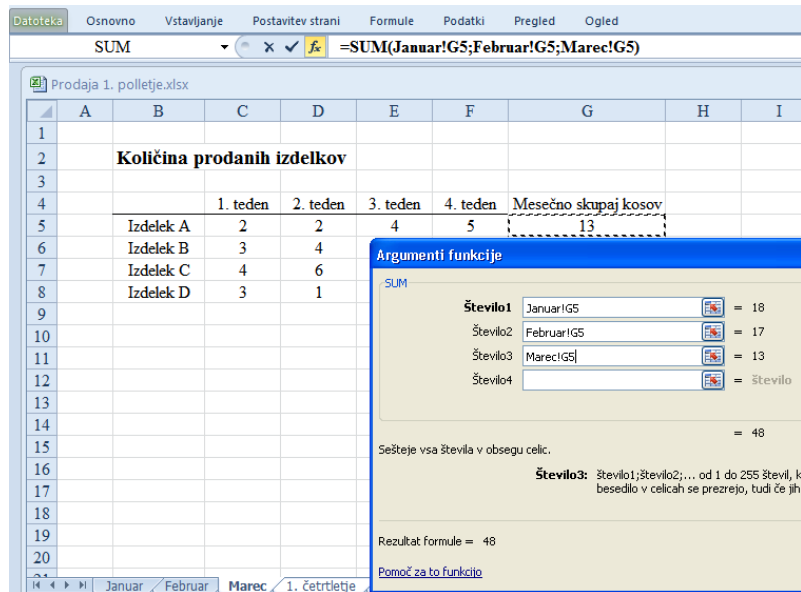 Datoteka Osnovno Vstavljanje Postavitev strani Formule Podatki Pregled Ogled
SUM fx =SUM(Januar!G5;Februar!G5;Marec!G5)
Prodaja 1. polletje.xlsx
A B C D E F G H I
1
2 Količina prodanih izdelkov
3
4 1. teden 2. teden 3. teden 4. teden Mesečno skupaj kosov
5 Izdelek A 2 2 4 5 13
6 Izdelek B 3 4
7 Izdelek C 4 6
8 Izdelek D 3 1
9
10
11
12
13
14
15
16
17
18
19
20
Argumenti funkcije
SUM
Število1 Januar!G5 = 18
Število2 Februar!G5 = 17
Število3 Marec!G5 = 13
Število4 = število
= 48
Sešteje vsa števila v obsegu celic.
Število3: število1;število2;... od 1 do 255 števil, k
besedilo v celicah se prezrejo, tudi če jih
Rezultat formule = 48
Pomoč za to funkcijo
Januar Februar Marec 1. četrtletje